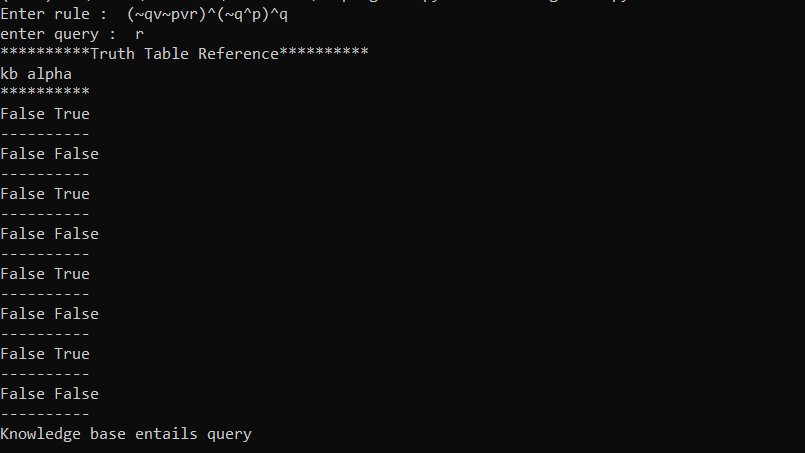 Enter rule :  (~qv~pvr)^(~q^p)^q
enter query :  r
**********Truth Table Reference**********
kb alpha
**********
False True
----------
False False
----------
False True
----------
False False
----------
False True
----------
False False
----------
False True
----------
False False
----------
Knowledge base entails query